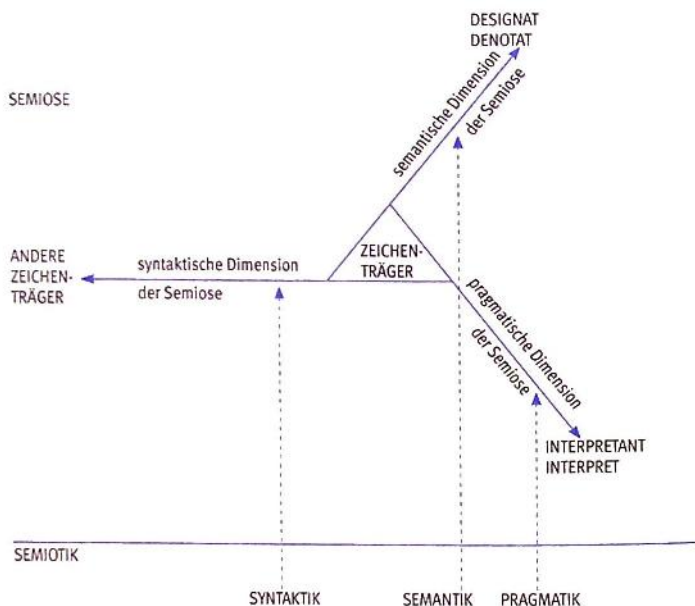 DESIGNAT
DENOTAT
SEMIOSE
semantische Dimension
der Semiose
ANDERE
ZEICHEN-
TRÄGER
syntaktische Dimension
der Semiose
ZEICHEN-
TRÄGER
pragmatische Dimension
der Semiose
INTERPRETANT
INTERPRET
SEMIOTIK
SYNTAKTIK
SEMANTIK
PRAGMATIK